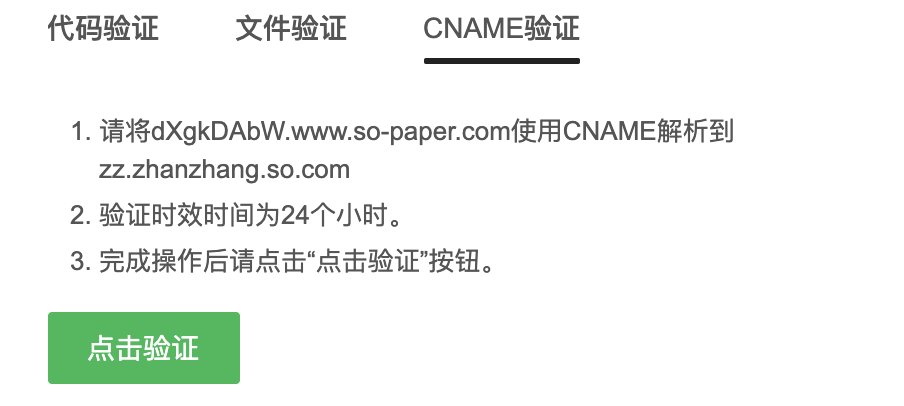 代码验证 文件验证 CNAME验证
1. 请将dXgkDAbW.www.so-paper.com使用CNAME解析到
zz.zhanzhang.so.com
2. 验证时效时间为24个小时。
3. 完成操作后请点击“点击验证”按钮。
点击验证